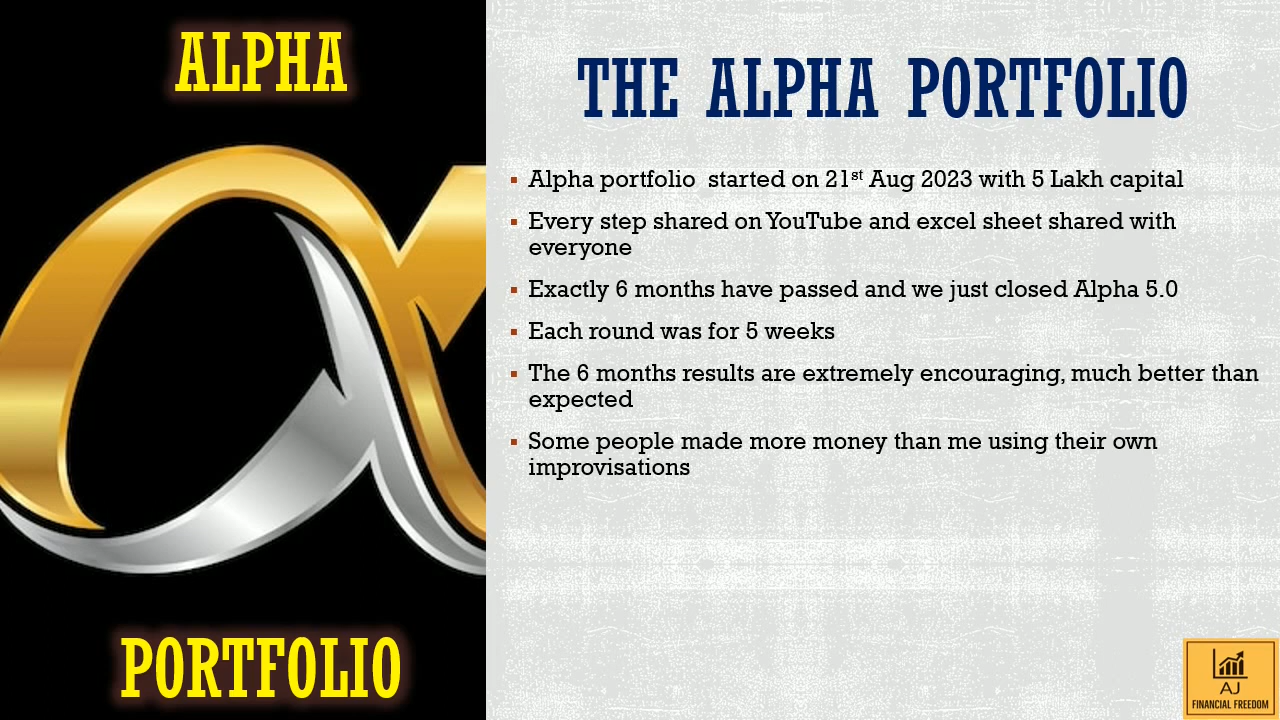 ALPHA
PORTFOLIO
THE ALPHA PORTFOLIO
▪ Alpha portfolio  started on 21st Aug 2023 with 5 Lakh capital
▪ Every step shared on YouTube and excel sheet shared with
everyone
▪ Exactly 6 months have passed and we just closed Alpha 5.0
▪ Each round was for 5 weeks
▪ The 6 months results are extremely encouraging, much better than
expected
▪ Some people made more money than me using their own
improvisations
AJ
FINANCIAL FREEDOM